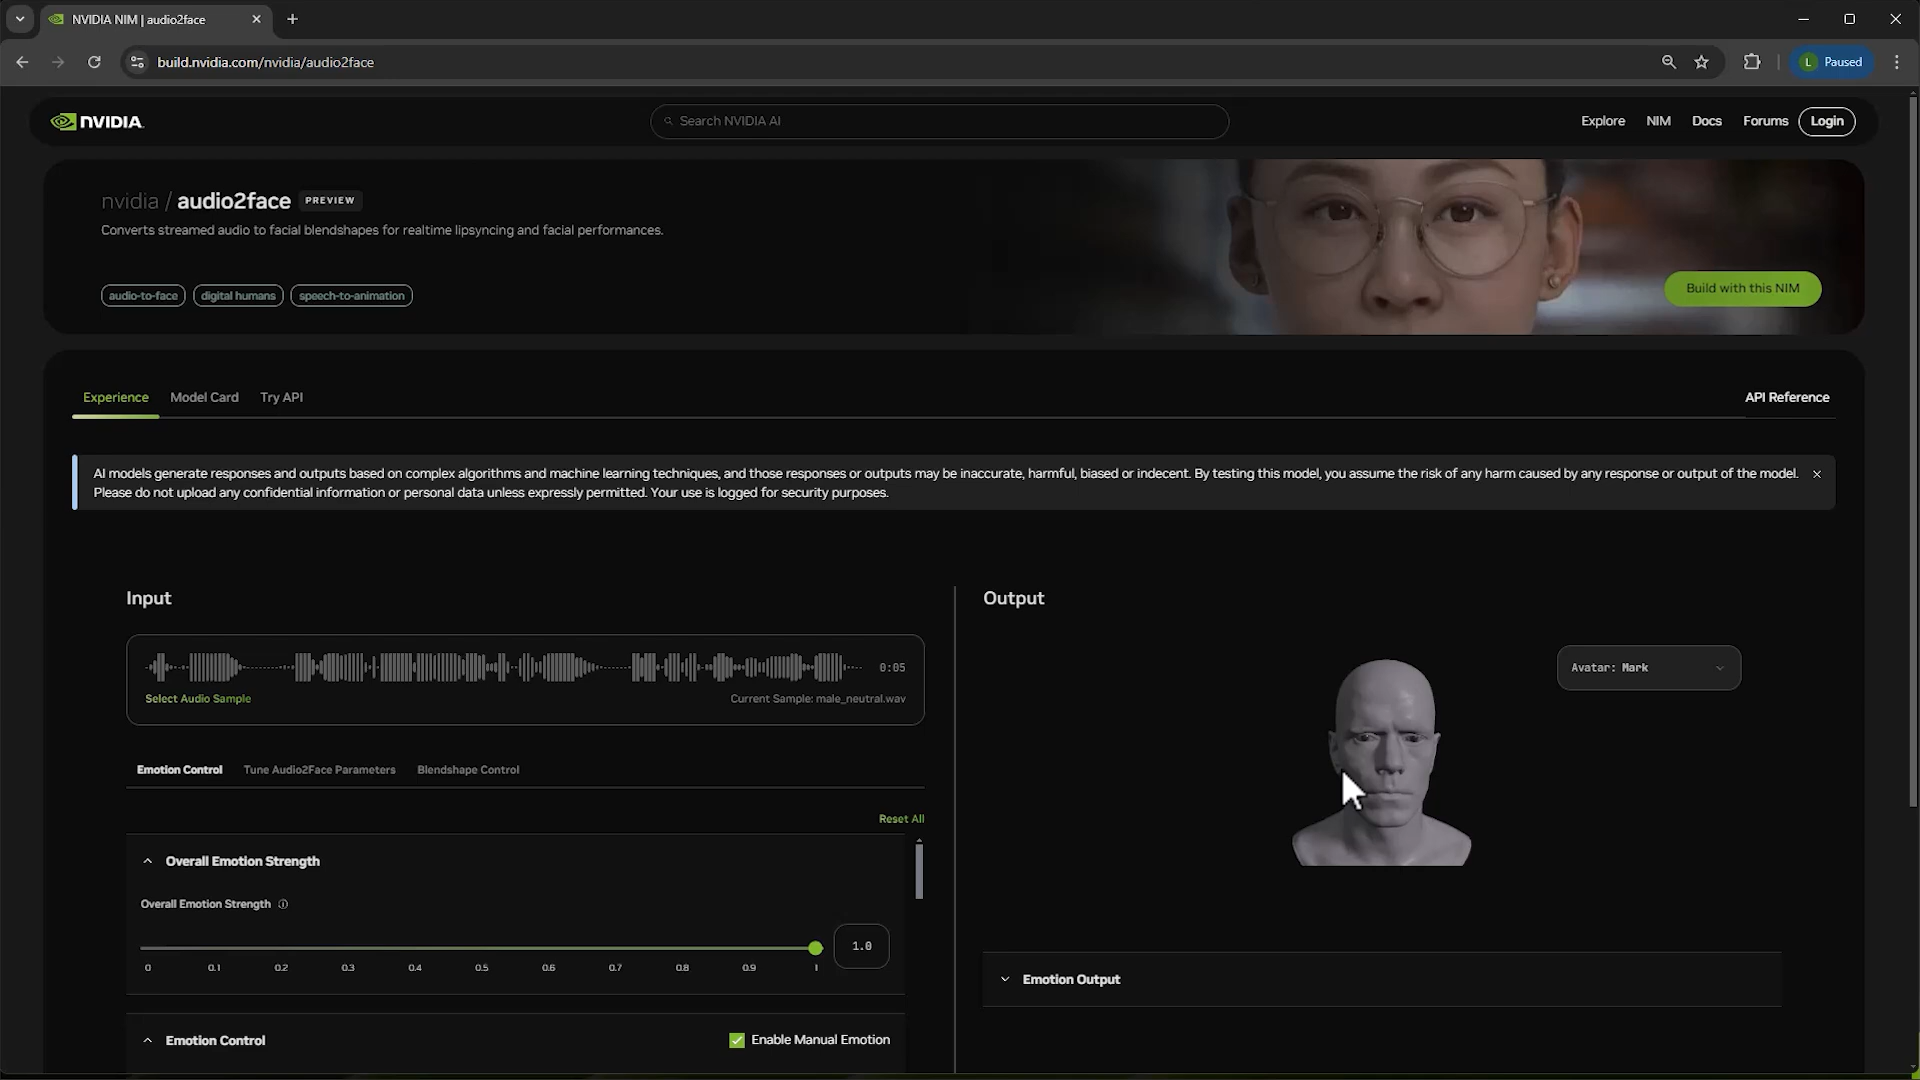 NVIDIA NIM | audio2face
build.nvidia.com/nvidia/audio2face
L
Paused
NVIDIA
Search NVIDIA AI
Explore
NIM
Docs
Forums
Login
nvidia / audio2face PREVIEW
Converts streamed audio to facial blendshapes for realtime lipsyncing and facial performances.
audio-to-face
digital humans
speech-to-animation
Build with this NIM
Experience
Model Card
Try API
API Reference
AI models generate responses and outputs based on complex algorithms and machine learning techniques, and those responses or outputs may be inaccurate, harmful, biased or indecent. By testing this model, you assume the risk of any harm caused by any response or output of the model.
Please do not upload any confidential information or personal data unless expressly permitted. Your use is logged for security purposes.
Input
Output
0:05
Select Audio Sample
Current Sample: male_neutral.wav
Avatar: Mark
Emotion Control
Tune Audio2Face Parameters
Blendshape Control
Reset All
Overall Emotion Strength
Overall Emotion Strength
1.0
0 0.1 0.2 0.3 0.4 0.5 0.6 0.7 0.8 0.9 1
Emotion Output
Emotion Control
Enable Manual Emotion